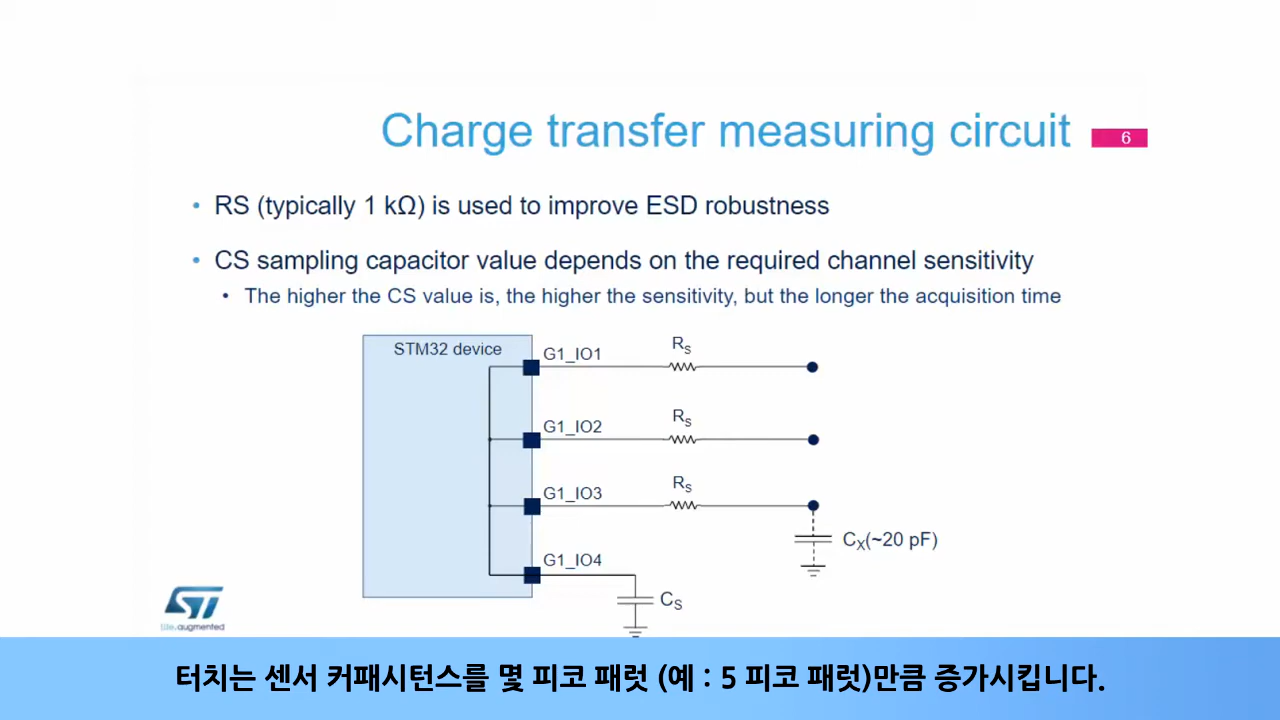 Charge transfer measuring circuit
6
• RS (typically 1 kΩ) is used to improve ESD robustness
• CS sampling capacitor value depends on the required channel sensitivity
• The higher the CS value is, the higher the sensitivity, but the longer the acquisition time
STM32 device
G1_IO1
RS
G1_IO2
RS
G1_IO3
RS
CX(~20 pF)
G1_IO4
CS
ST
life.augmented
터치는 센서 커패시턴스를 몇 피코 패럿 (예 : 5 피코 패럿)만큼 증가시킵니다.